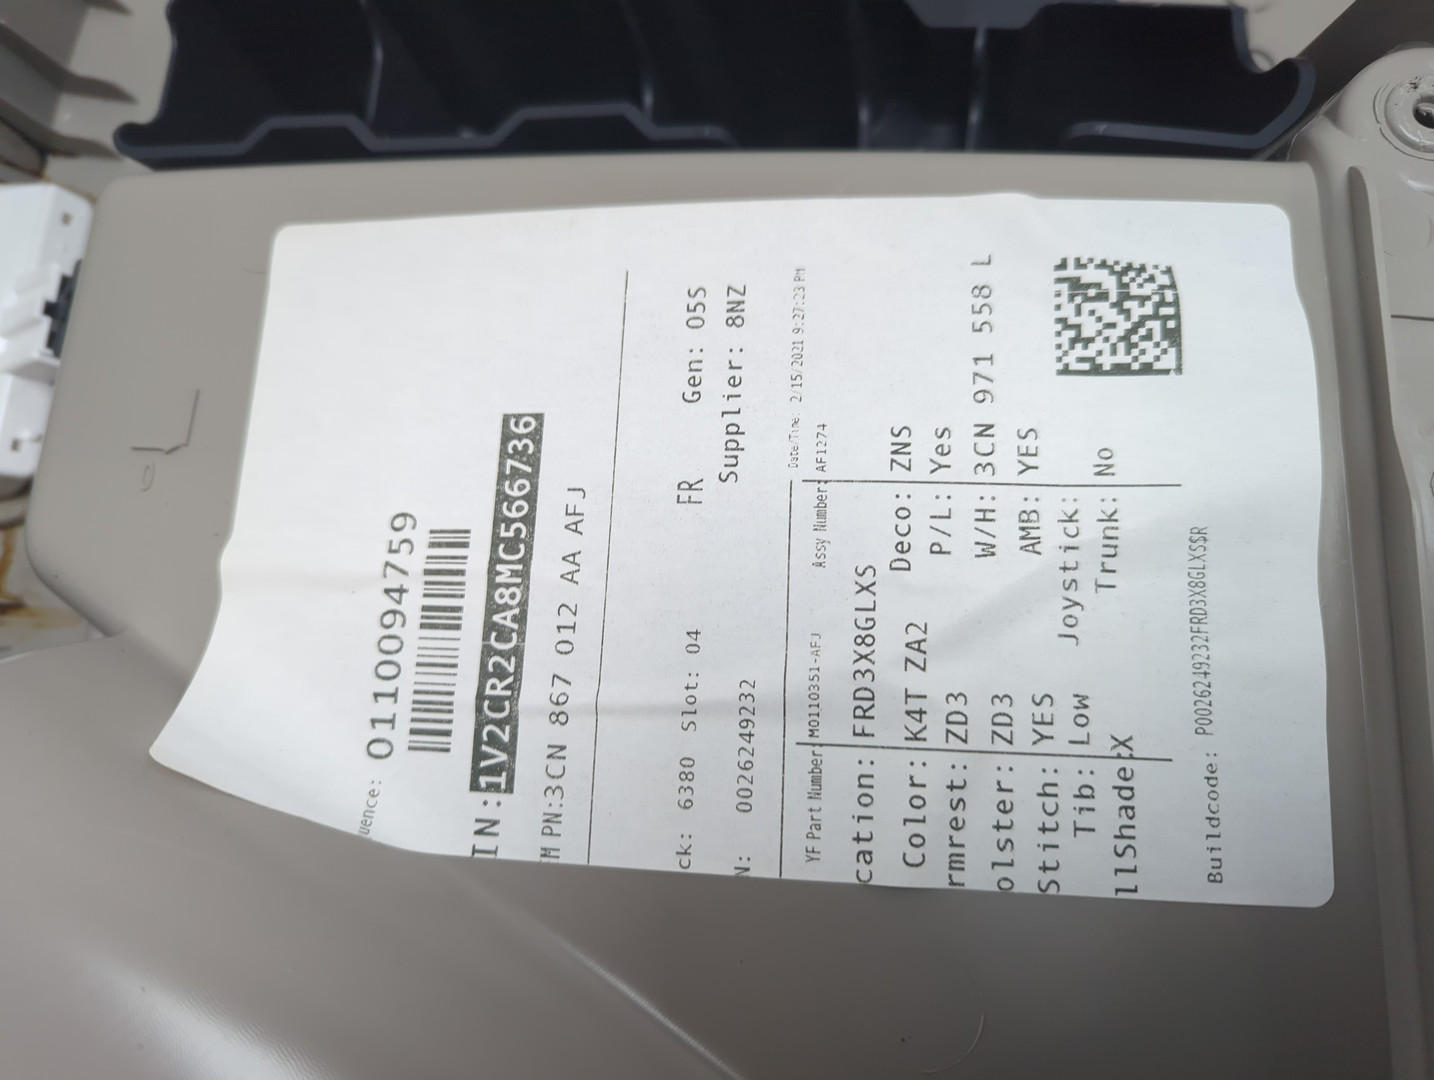 uence: 0110094759
IN: 1V2CR2CA8MC566736
M PN:3CN 867 012 AA AFJ
ck: 6380 Slot: 04 FR Gen: 05S
N: 0026249232 Supplier: 8NZ
Date/Time: 2/15/2021 9:27:23 PM
YF Part Number: M0110351-AFJ Assy Number: AF1274
cation: FRD3X8GLXS
Color: K4T ZA2 Deco: ZNS
rmrest: ZD3 P/L: Yes
olster: ZD3 W/H: 3CN 971 558 L
Stitch: YES AMB: YES
Tib: Low Joystick:
llShade: X Trunk: No
Buildcode: P0026249232FRD3X8GLXS$R